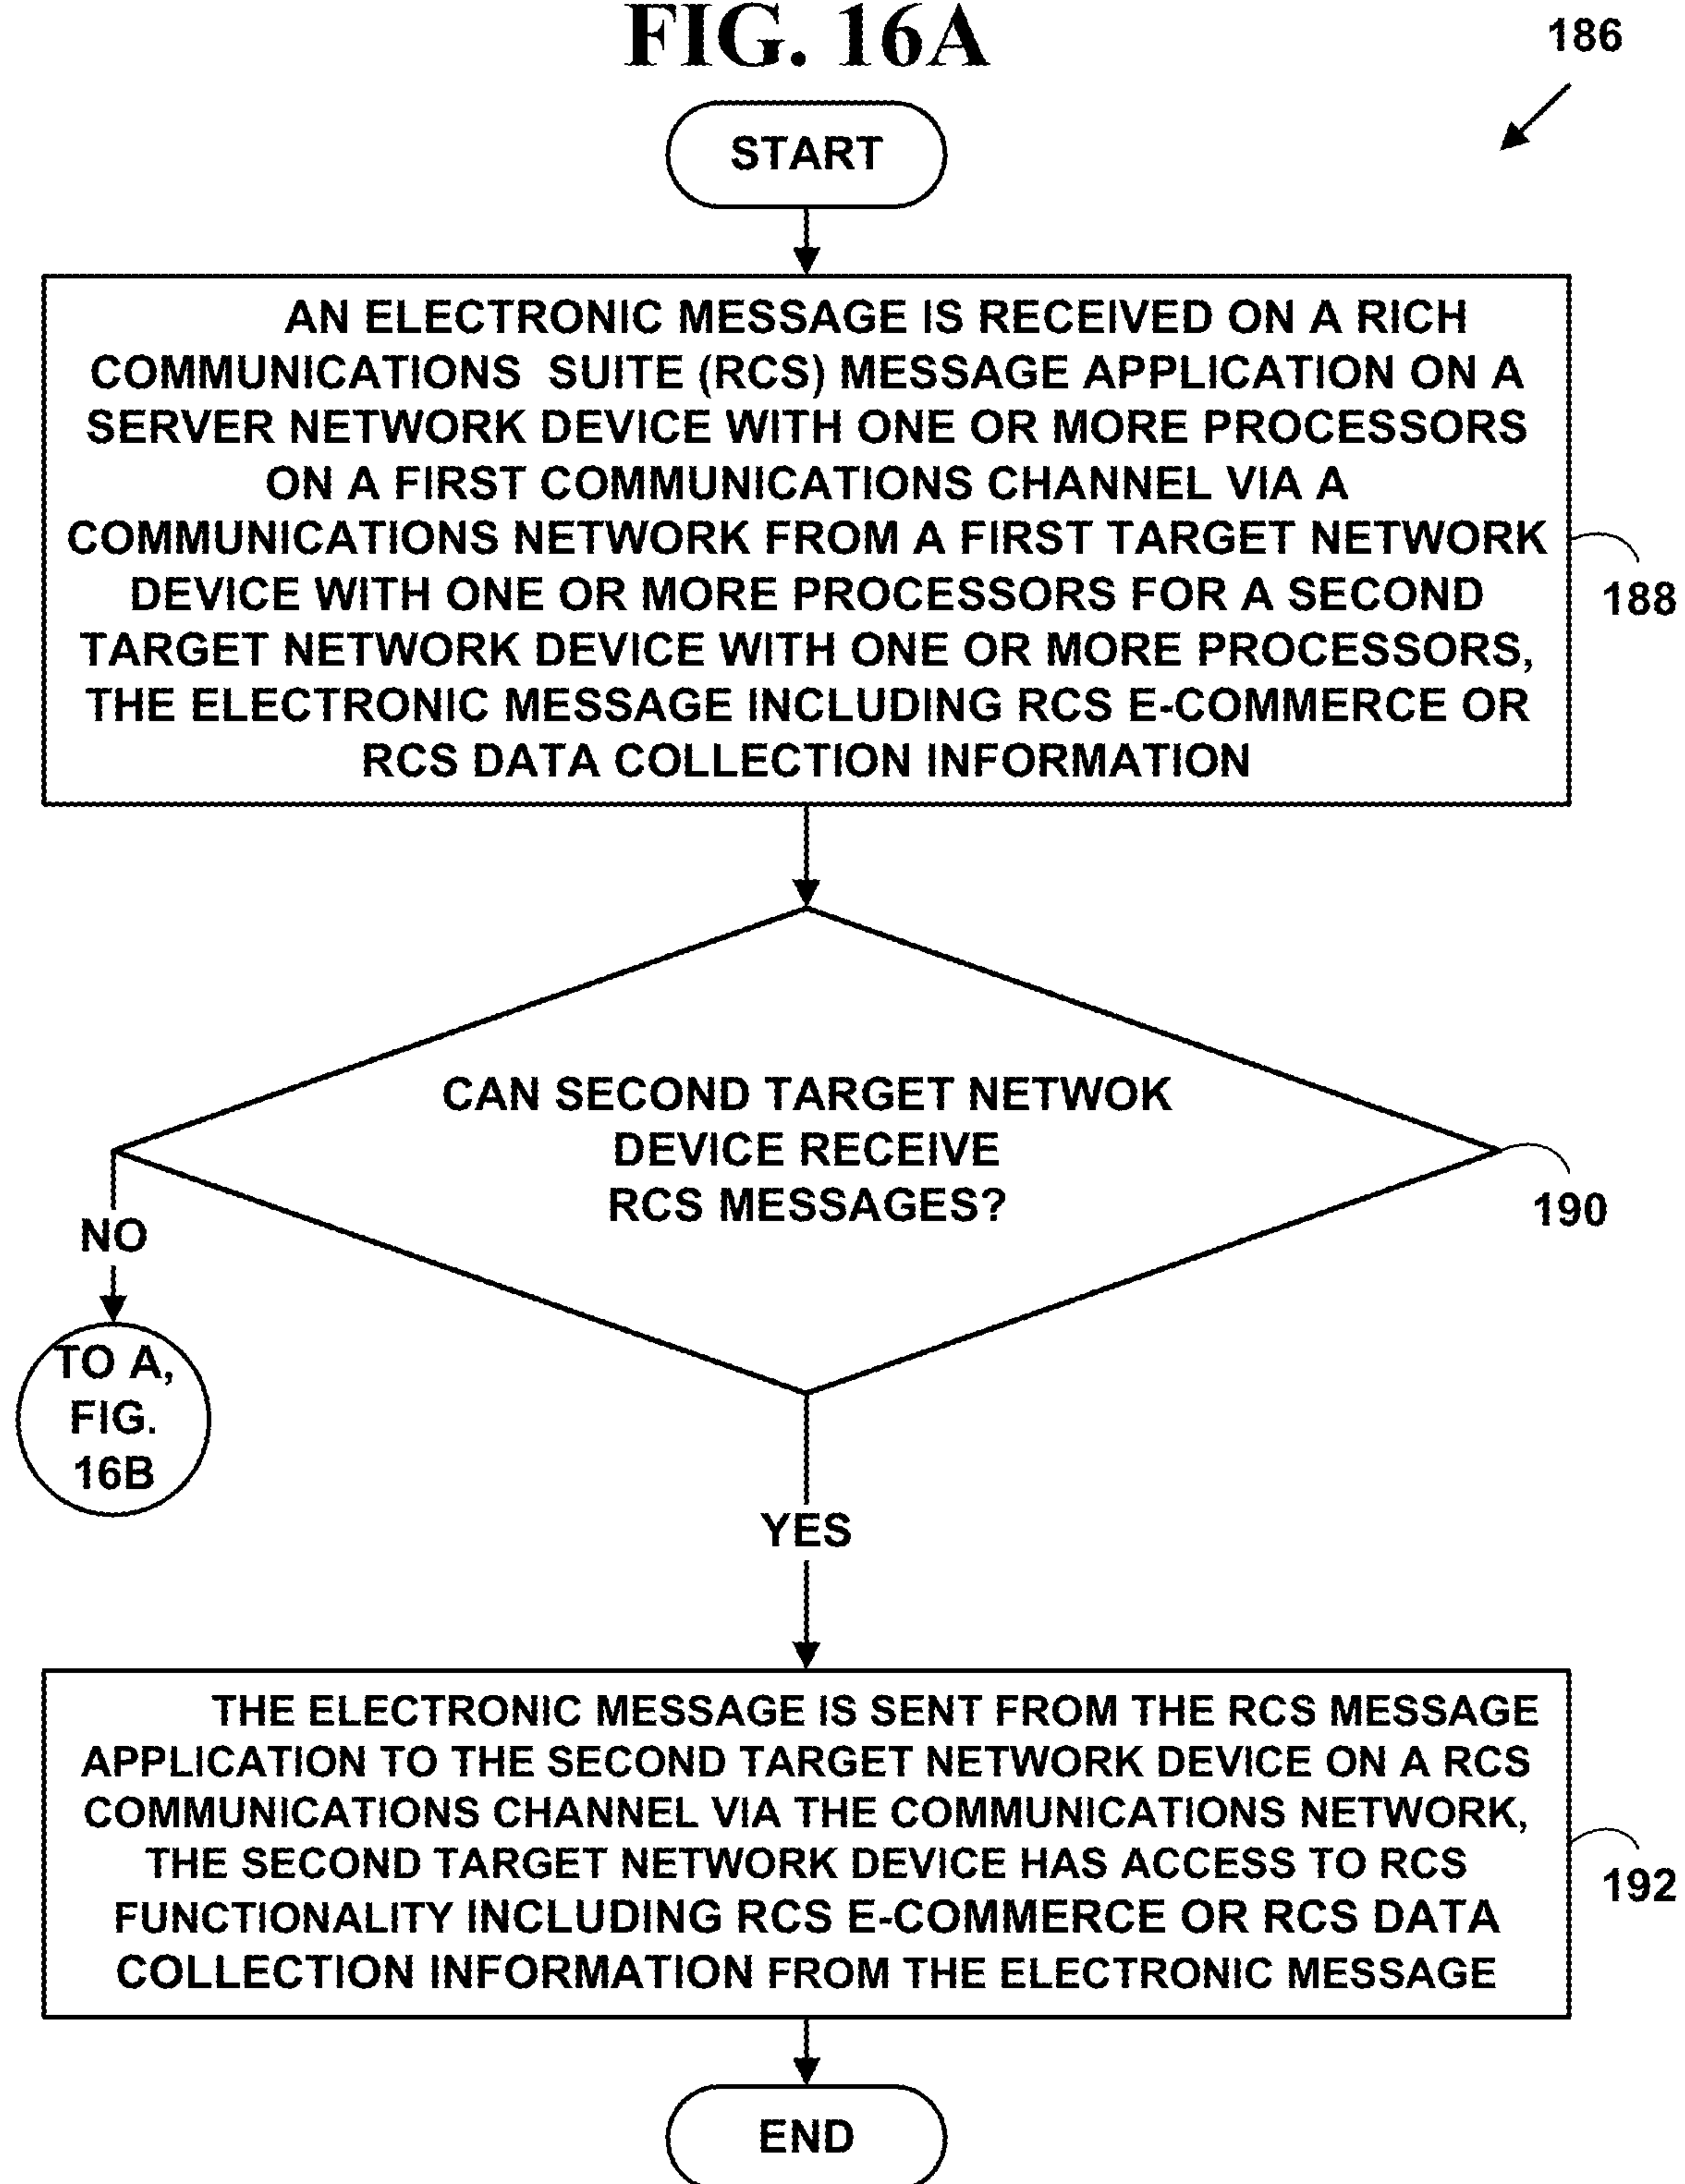 FIG. 16A
186
START
AN ELECTRONIC MESSAGE IS RECEIVED ON A RICH
COMMUNICATIONS SUITE (RCS) MESSAGE APPLICATION ON A
SERVER NETWORK DEVICE WITH ONE OR MORE PROCESSORS
ON A FIRST COMMUNICATIONS CHANNEL VIA A
COMMUNICATIONS NETWORK FROM A FIRST TARGET NETWORK
DEVICE WITH ONE OR MORE PROCESSORS FOR A SECOND
TARGET NETWORK DEVICE WITH ONE OR MORE PROCESSORS,
THE ELECTRONIC MESSAGE INCLUDING RCS E-COMMERCE OR
RCS DATA COLLECTION INFORMATION
188
CAN SECOND TARGET NETWOK
DEVICE RECEIVE
RCS MESSAGES?
190
NO
TO A,
FIG.
16B
YES
THE ELECTRONIC MESSAGE IS SENT FROM THE RCS MESSAGE
APPLICATION TO THE SECOND TARGET NETWORK DEVICE ON A RCS
COMMUNICATIONS CHANNEL VIA THE COMMUNICATIONS NETWORK,
THE SECOND TARGET NETWORK DEVICE HAS ACCESS TO RCS
FUNCTIONALITY INCLUDING RCS E-COMMERCE OR RCS DATA
COLLECTION INFORMATION FROM THE ELECTRONIC MESSAGE
192
END